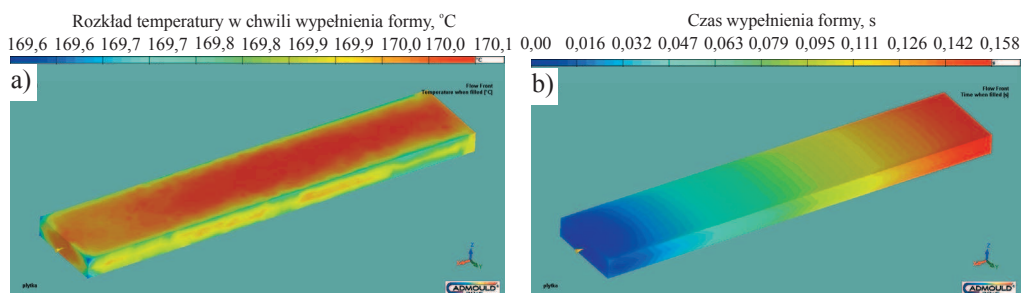 Rozkład temperatury w chwili wypełnienia formy, °C
169,6 169,6 169,7 169,7 169,8 169,8 169,9 169,9 170,0 170,0 170,1
°C
a)
Flow Front
Temperature when filled [°C]
Z
Y
plytka
CADMOULD
Czas wypełnienia formy, s
0,00 0,016 0,032 0,047 0,063 0,079 0,095 0,111 0,126 0,142 0,158
s
b)
Flow Front
Time when filled [s]
Z
Y
plytka
CADMOULD